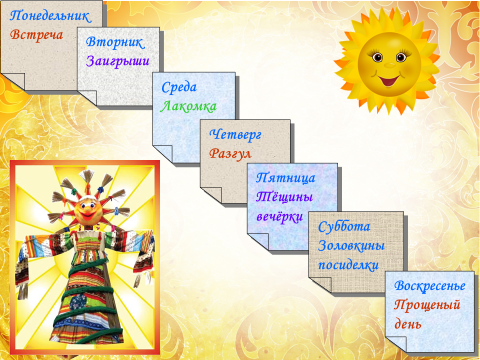 Понедельник
Встреча
Вторник
Заигрыши
Среда
Лакомка
Четверг
Разгул
Пятница
Тёщины
вечёрки
Суббота
Золовкины
посиделки
Воскресенье
Прощеный
день